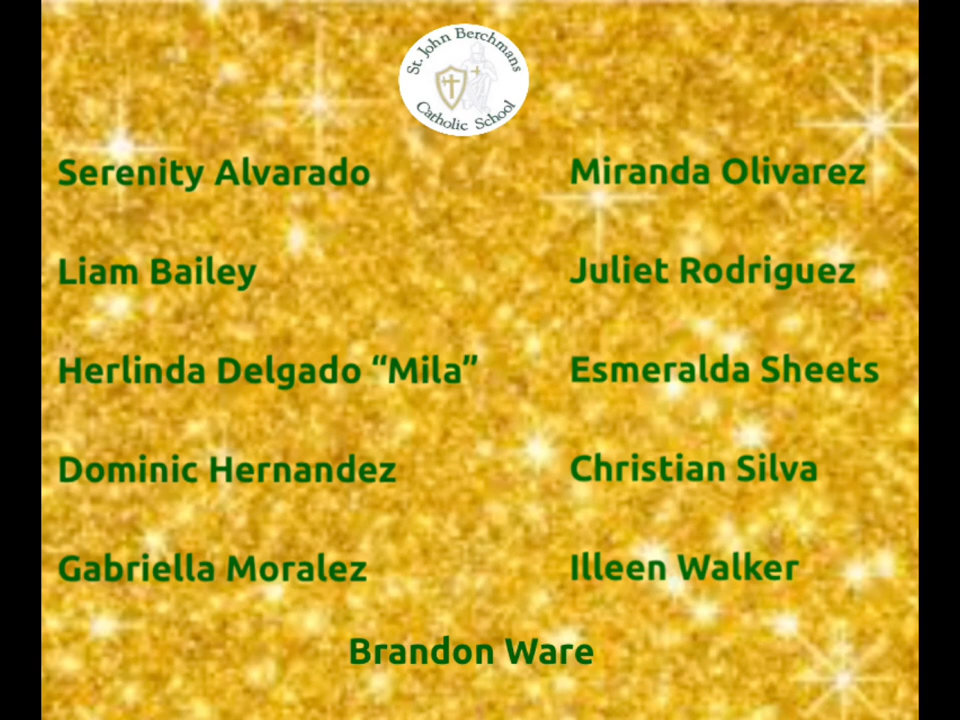 St. John Berchmans
Catholic School
Serenity Alvarado
Liam Bailey
Herlinda Delgado “Mila”
Dominic Hernandez
Gabriella Moralez
Miranda Olivarez
Juliet Rodriguez
Esmeralda Sheets
Christian Silva
Illeen Walker
Brandon Ware